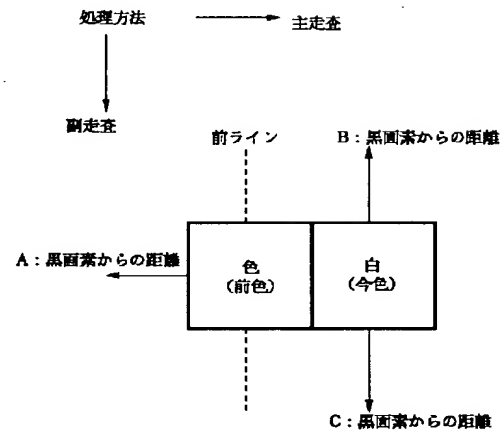 処理方法
主走査
副走査
前ライン
B：黒画素からの距離
A：黒画素からの距離
色
(前色)
白
(今色)
C：黒画素からの距離